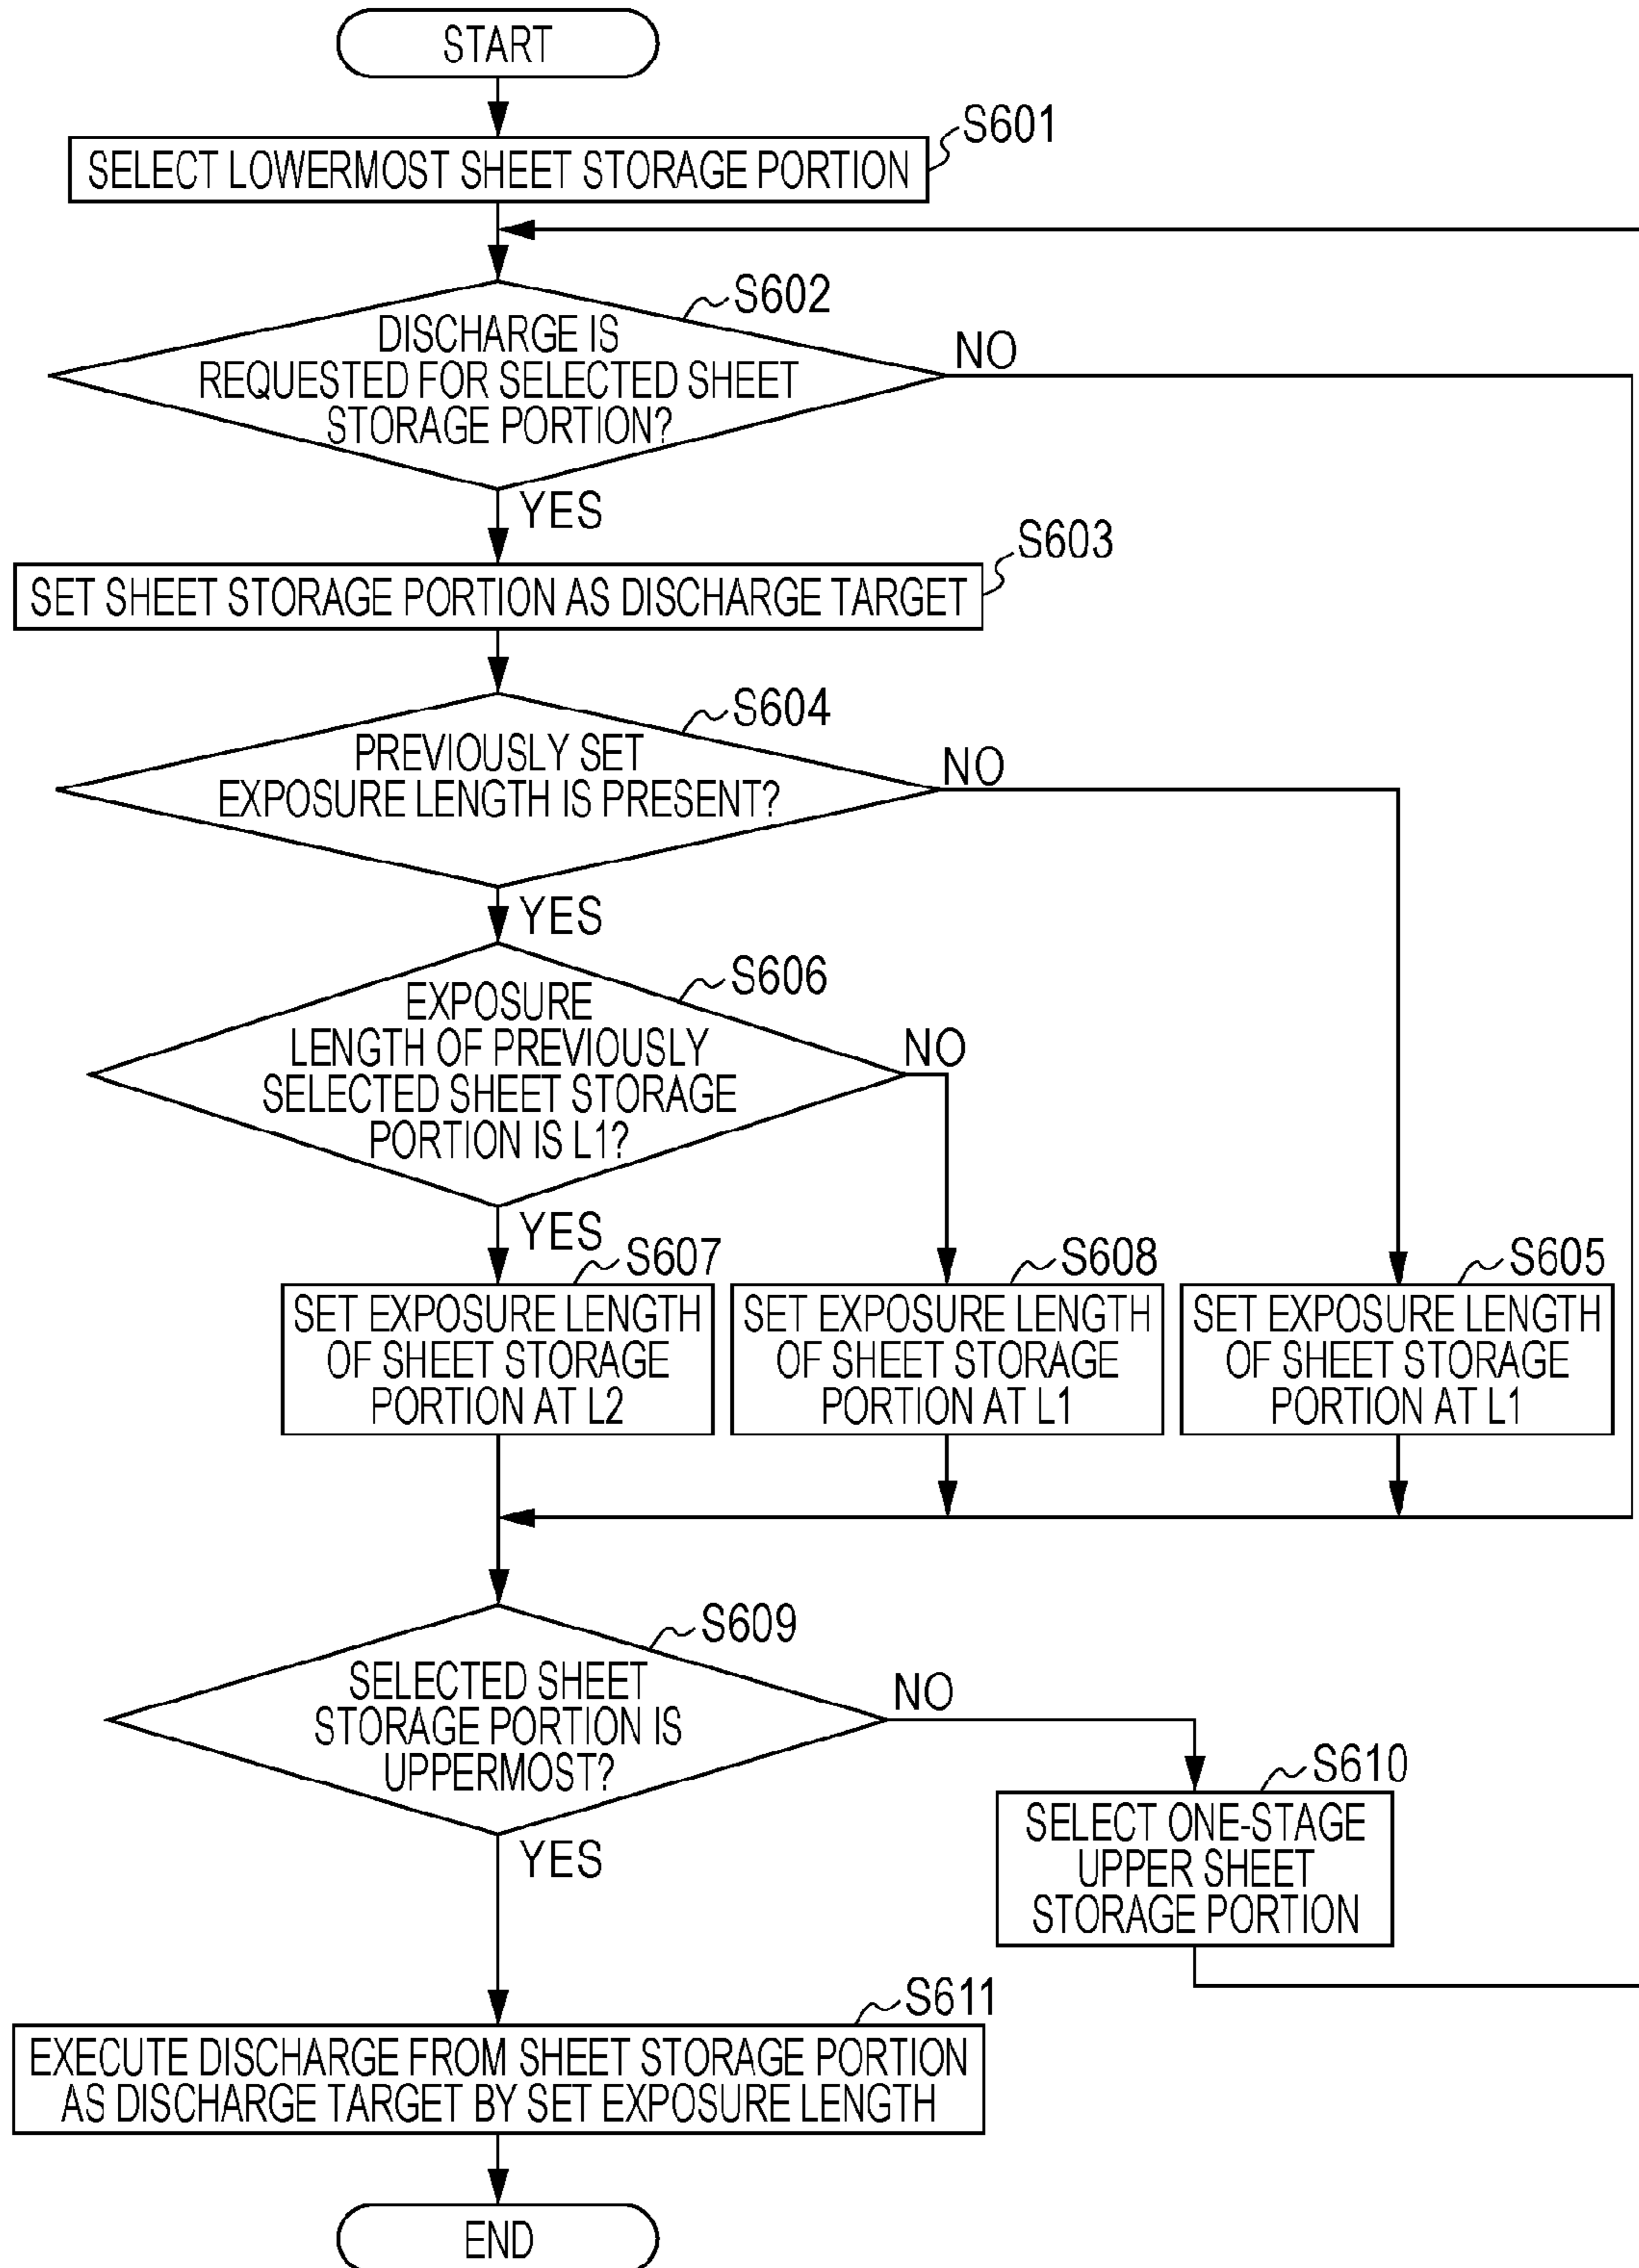 START
S601
SELECT LOWERMOST SHEET STORAGE PORTION
S602
DISCHARGE IS
REQUESTED FOR SELECTED SHEET
STORAGE PORTION?
NO
YES
S603
SET SHEET STORAGE PORTION AS DISCHARGE TARGET
S604
PREVIOUSLY SET
EXPOSURE LENGTH IS PRESENT?
NO
YES
S606
EXPOSURE
LENGTH OF PREVIOUSLY
SELECTED SHEET STORAGE
PORTION IS L1?
NO
YES
S607
SET EXPOSURE LENGTH
OF SHEET STORAGE
PORTION AT L2
S608
SET EXPOSURE LENGTH
OF SHEET STORAGE
PORTION AT L1
S605
SET EXPOSURE LENGTH
OF SHEET STORAGE
PORTION AT L1
S609
SELECTED SHEET
STORAGE PORTION IS
UPPERMOST?
NO
YES
S610
SELECT ONE-STAGE
UPPER SHEET
STORAGE PORTION
S611
EXECUTE DISCHARGE FROM SHEET STORAGE PORTION
AS DISCHARGE TARGET BY SET EXPOSURE LENGTH
END